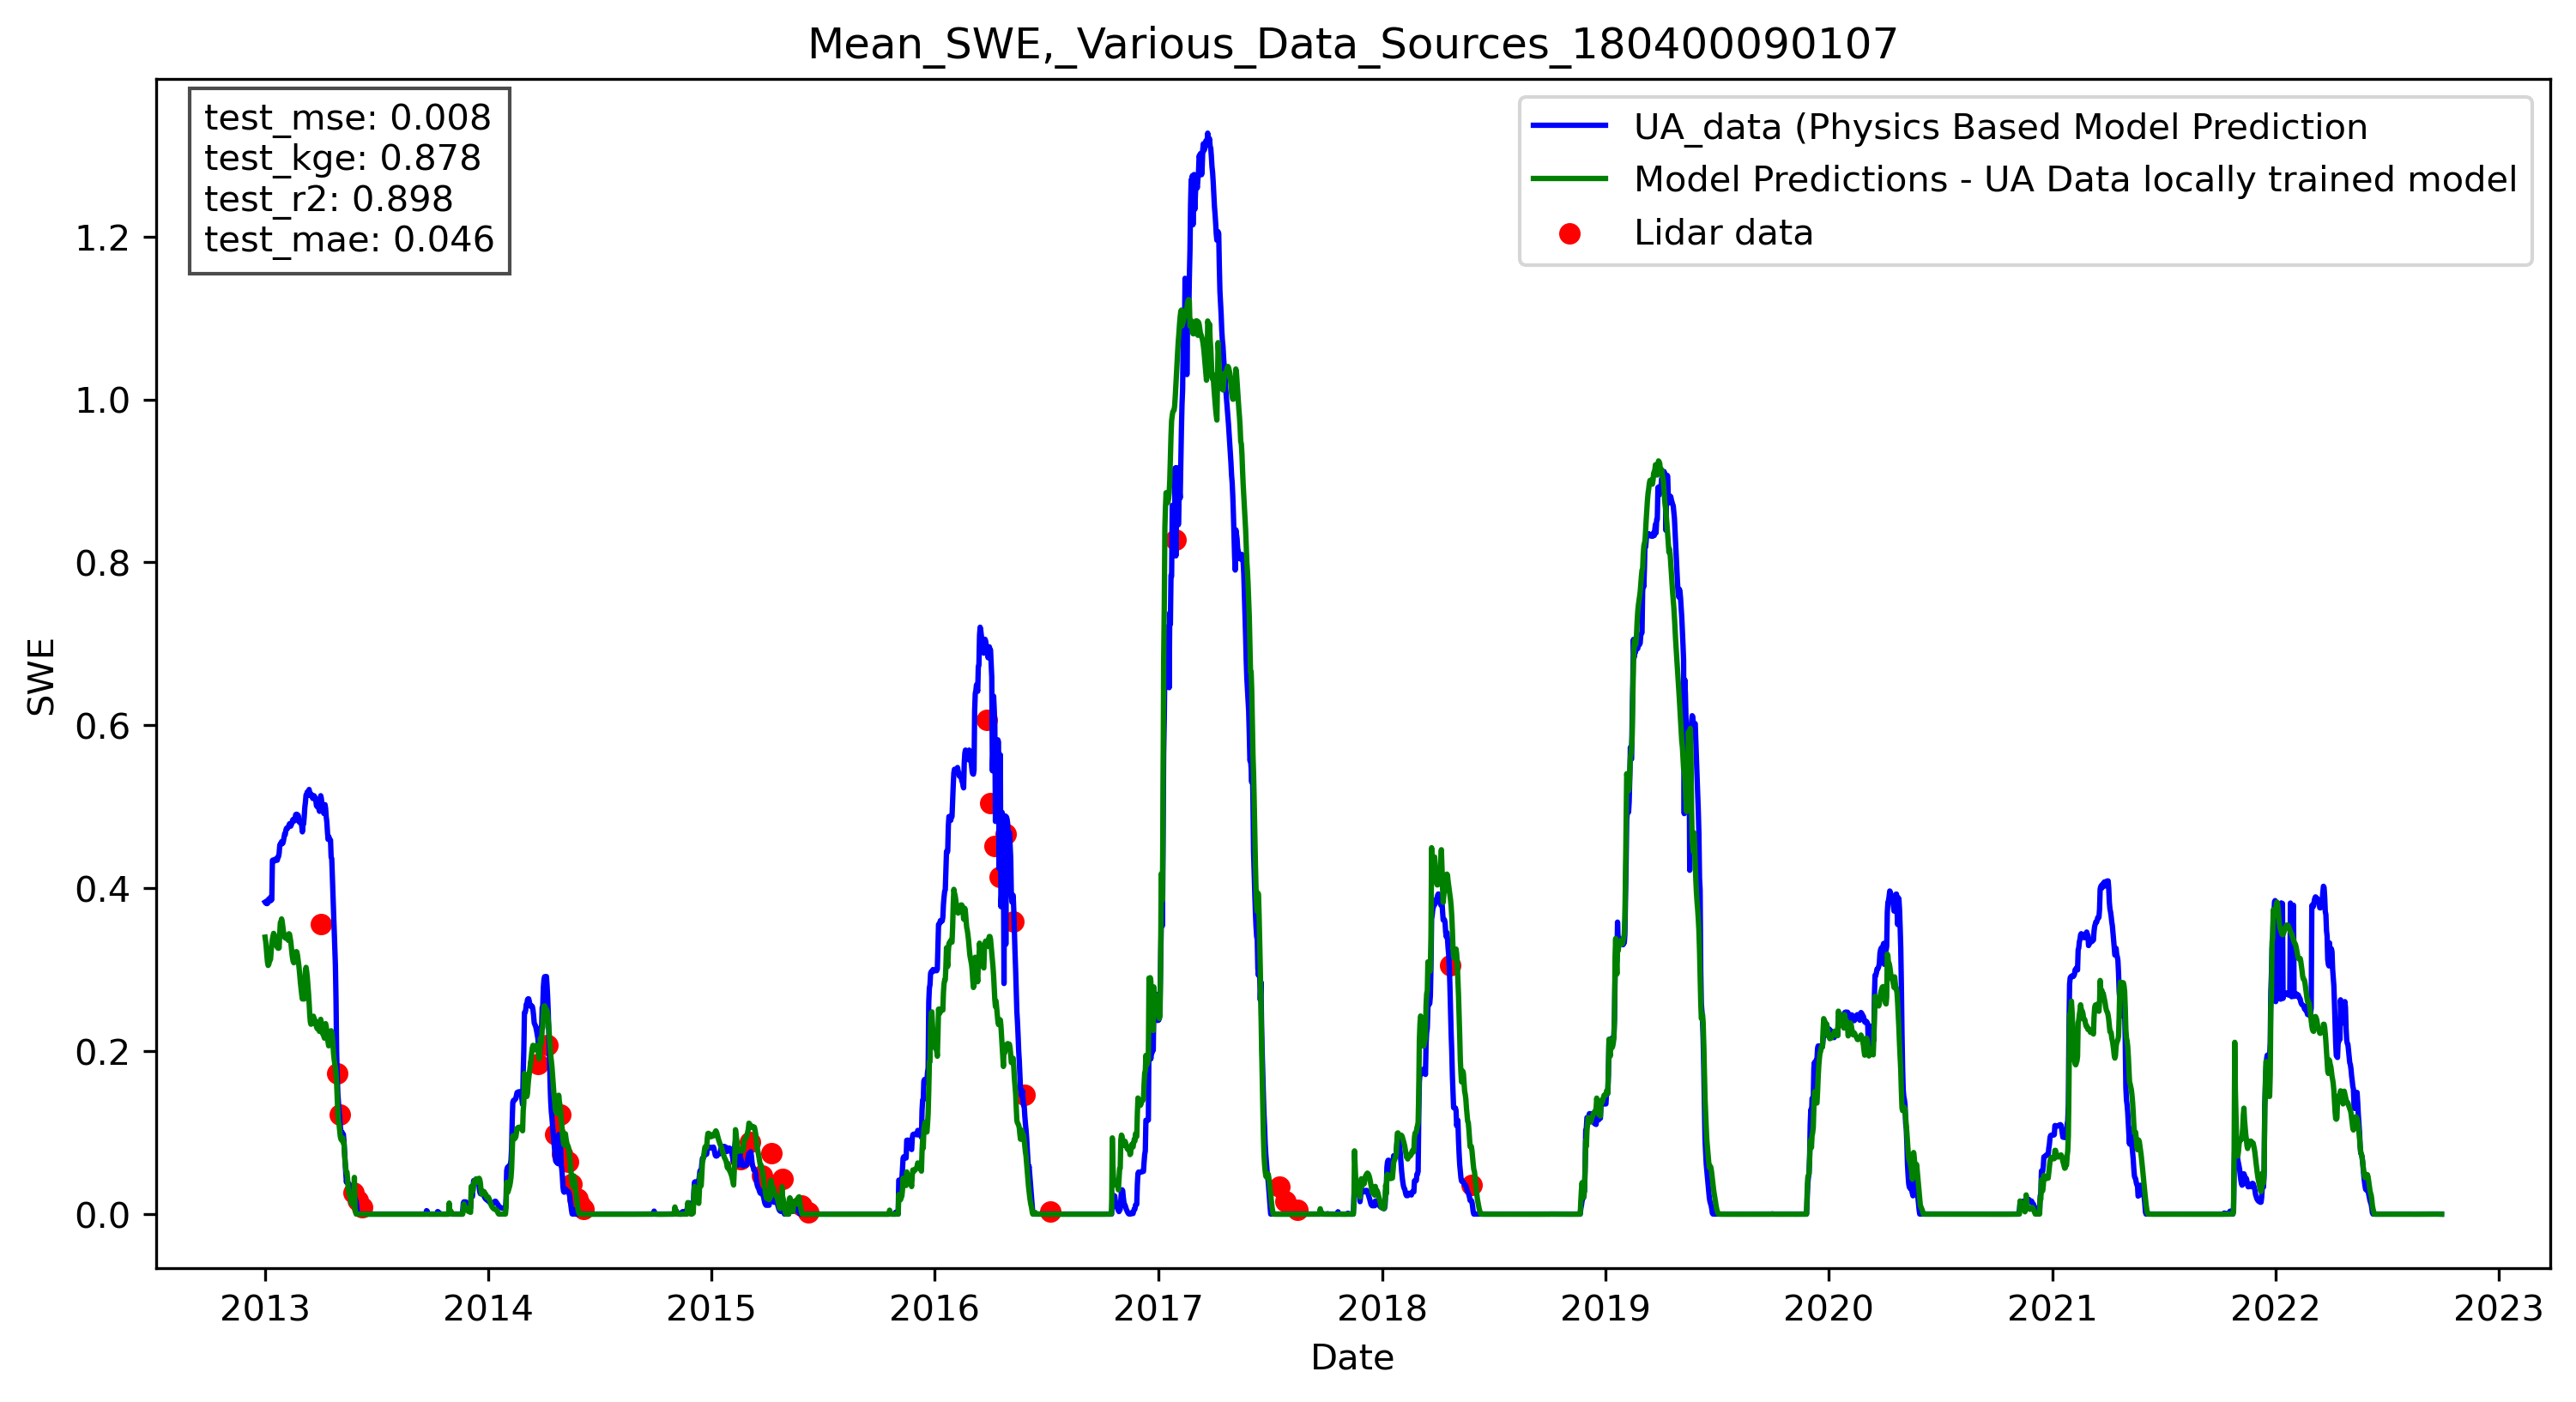 Mean_SWE,_Various_Data_Sources_180400090107
test_mse: 0.008
test_kge: 0.878
test_r2: 0.898
test_mae: 0.046
UA_data (Physics Based Model Prediction
Model Predictions - UA Data locally trained model
Lidar data
SWE
1.2
1.0
0.8
0.6
0.4
0.2
0.0
2013 2014 2015 2016 2017 2018 2019 2020 2021 2022 2023
Date